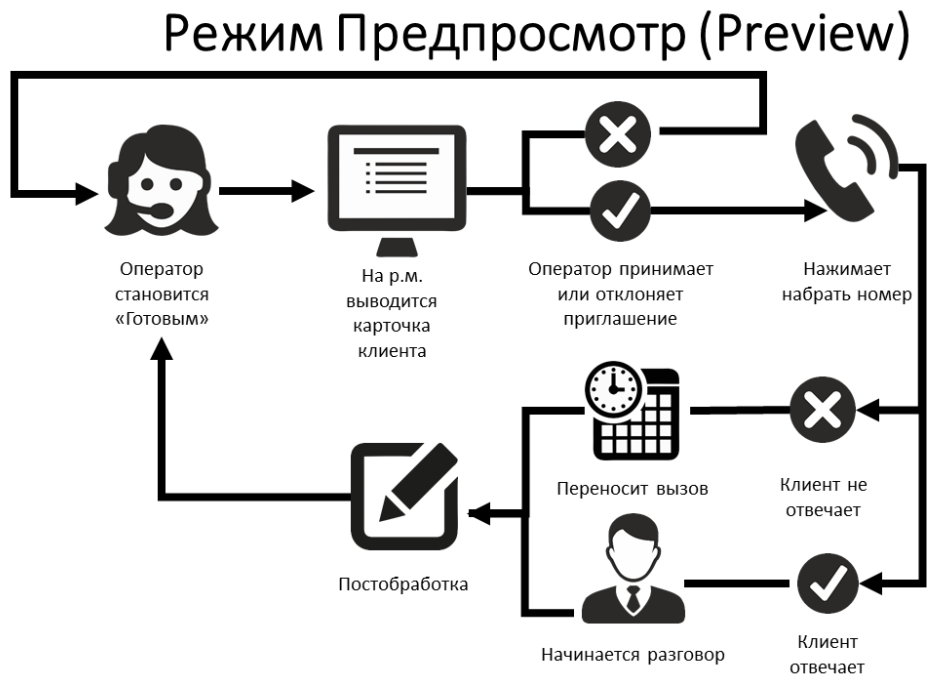 Режим Предпросмотр (Preview)
Оператор
становится
«Готовым»
На р.м.
выводится
карточка
клиента
Оператор принимает
или отклоняет
приглашение
Нажимает
набрать номер
Переносит вызов
Клиент не
отвечает
Постобработка
Начинается разговор
Клиент
отвечает